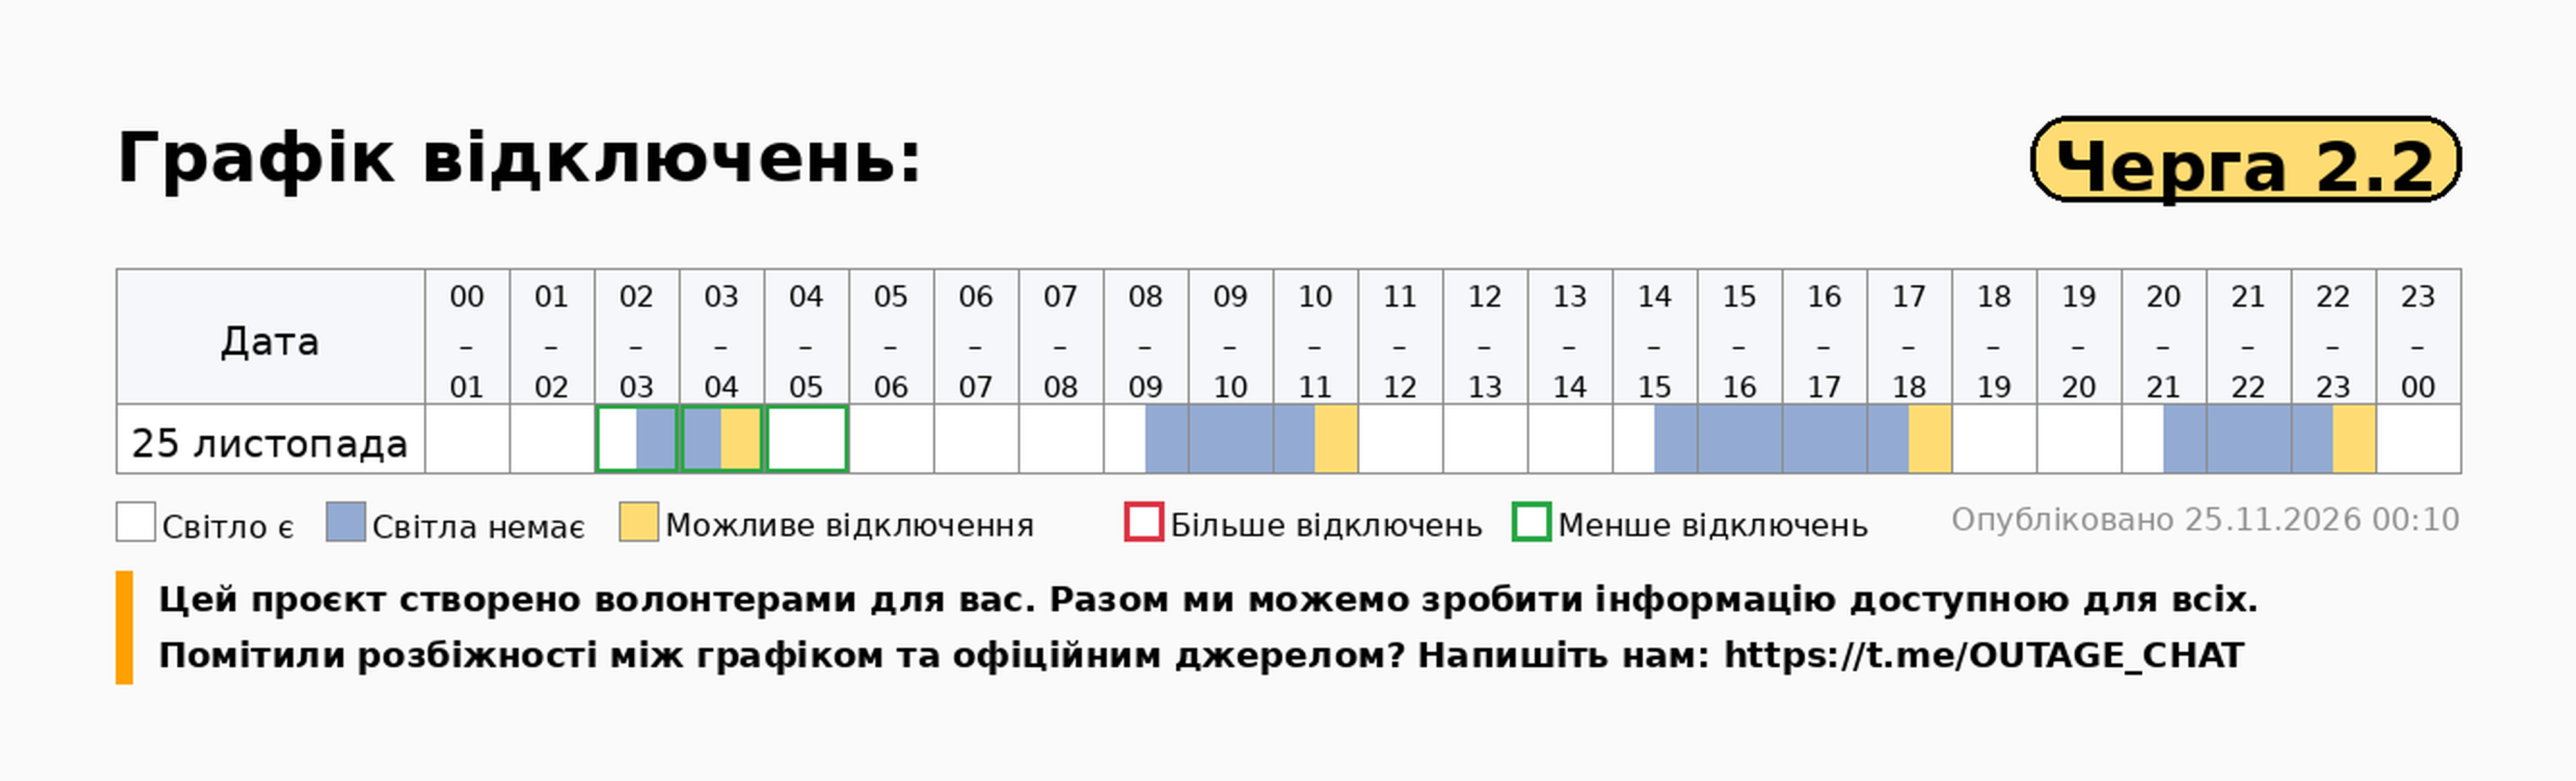 Графік відключень:
Черга 2.2
Дата
00 – 01
01 – 02
02 – 03
03 – 04
04 – 05
05 – 06
06 – 07
07 – 08
08 – 09
09 – 10
10 – 11
11 – 12
12 – 13
13 – 14
14 – 15
15 – 16
16 – 17
17 – 18
18 – 19
19 – 20
20 – 21
21 – 22
22 – 23
23 – 00
25 листопада
Світло є
Світла немає
Можливе відключення
Більше відключень
Менше відключень
Опубліковано 25.11.2026 00:10
Цей проєкт створено волонтерами для вас. Разом ми можемо зробити інформацію доступною для всіх.
Помітили розбіжності між графіком та офіційним джерелом? Напишіть нам: https://t.me/OUTAGE_CHAT